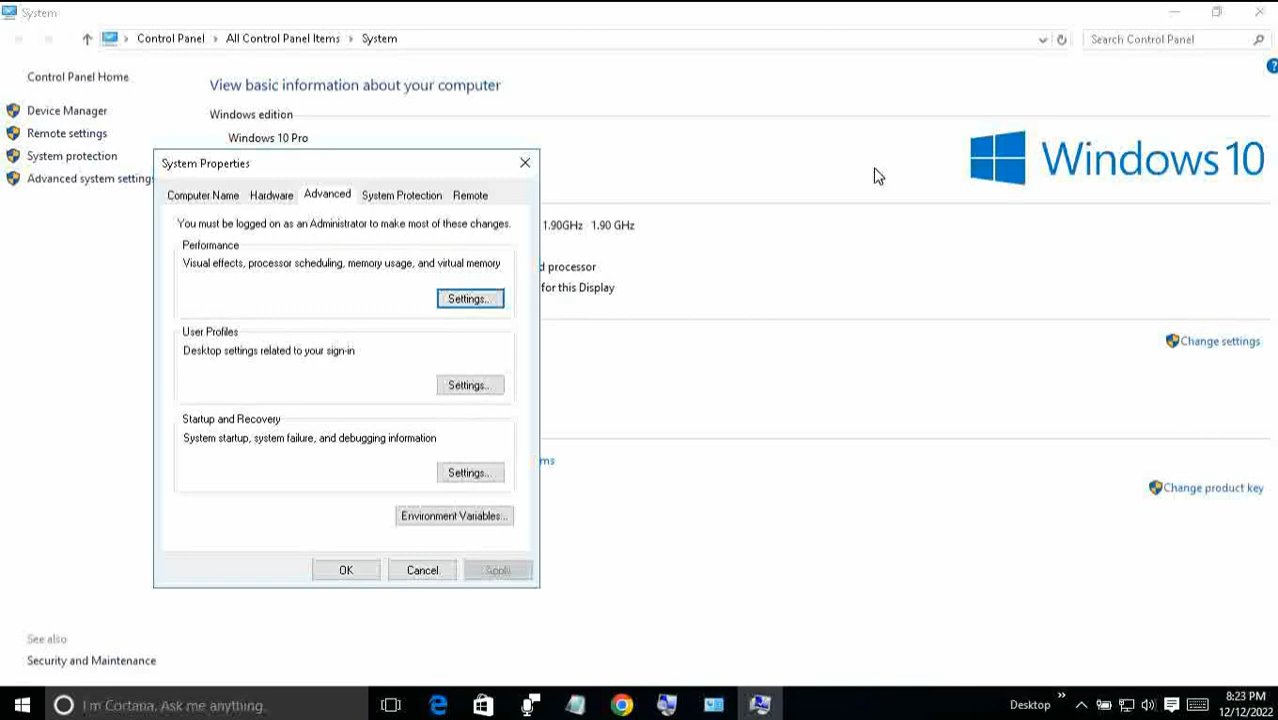 System
Control Panel > All Control Panel Items > System
Search Control Panel
Control Panel Home
Device Manager
Remote settings
System protection
Advanced system settings
View basic information about your computer
Windows edition
Windows 10 Pro
Windows 10
System Properties
Computer Name Hardware Advanced System Protection Remote
You must be logged on as an Administrator to make most of these changes.
Performance
Visual effects, processor scheduling, memory usage, and virtual memory
Settings...
User Profiles
Desktop settings related to your sign-in
Settings...
Startup and Recovery
System startup, system failure, and debugging information
Settings...
Environment Variables...
OK Cancel Apply
1.90GHz 1.90 GHz
d processor
for this Display
Change settings
ms
Change product key
See also
Security and Maintenance
I'm Cortana. Ask me anything.
Desktop
8:23 PM
12/12/2022